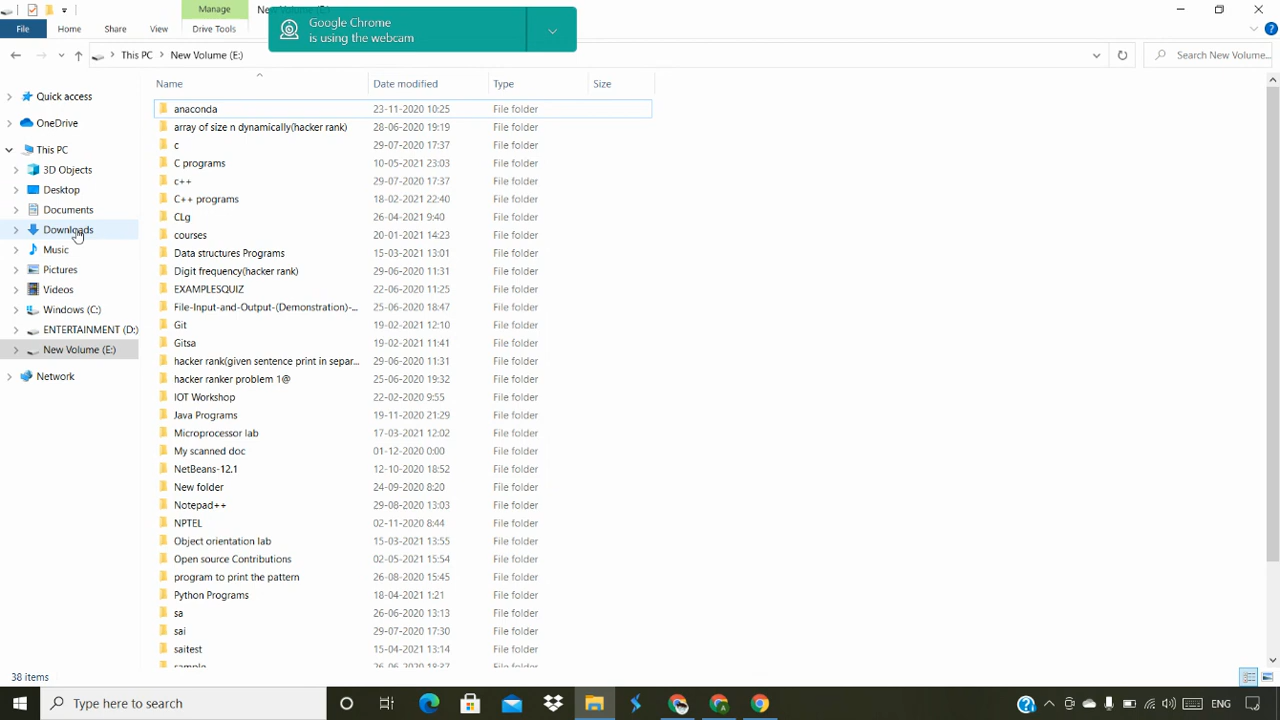 Manage
New Volume (E:)
Google Chrome
is using the webcam
File Home Share View Drive Tools
This PC New Volume (E:)
Search New Volume...
Name Date modified Type Size
Quick access
OneDrive
This PC
3D Objects
Desktop
Documents
Downloads
Music
Pictures
Videos
Windows (C:)
ENTERTAINMENT (D:)
New Volume (E:)
Network
anaconda 23-11-2020 10:25 File folder
array of size n dynamically(hacker rank) 28-06-2020 19:19 File folder
c 29-07-2020 17:37 File folder
C programs 10-05-2021 23:03 File folder
c++ 29-07-2020 17:37 File folder
C++ programs 18-02-2021 22:40 File folder
CLg 26-04-2021 9:40 File folder
courses 20-01-2021 14:23 File folder
Data structures Programs 15-03-2021 13:01 File folder
Digit frequency(hacker rank) 29-06-2020 11:31 File folder
EXAMPLESQUIZ 22-06-2020 11:25 File folder
File-Input-and-Output-(Demonstration)-... 25-06-2020 18:47 File folder
Git 19-02-2021 12:10 File folder
Gitsa 19-02-2021 11:41 File folder
hacker rank(given sentence print in separ... 29-06-2020 11:31 File folder
hacker ranker problem 1@ 25-06-2020 19:32 File folder
IOT Workshop 22-02-2020 9:55 File folder
Java Programs 19-11-2020 21:29 File folder
Microprocessor lab 17-03-2021 12:02 File folder
My scanned doc 01-12-2020 0:00 File folder
NetBeans-12.1 12-10-2020 18:52 File folder
New folder 24-09-2020 8:20 File folder
Notepad++ 29-08-2020 13:03 File folder
NPTEL 02-11-2020 8:44 File folder
Object orientation lab 15-03-2021 13:55 File folder
Open source Contributions 02-05-2021 15:54 File folder
program to print the pattern 26-08-2020 15:45 File folder
Python Programs 18-04-2021 1:21 File folder
sa 26-06-2020 13:13 File folder
sai 29-07-2020 17:30 File folder
saitest 15-04-2021 13:14 File folder
sample 26-06-2020 18:37 File folder
38 items
Type here to search
ENG